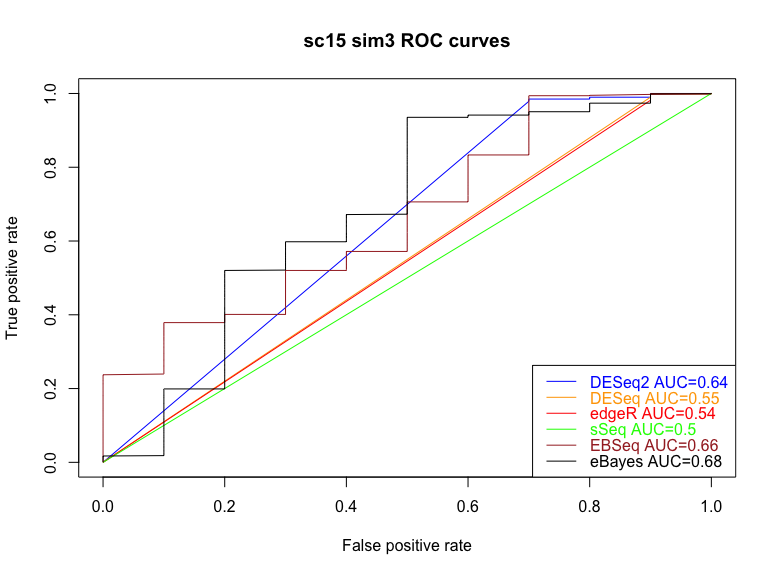 sc15 sim3 ROC curves
True positive rate
1.0
0.8
0.6
0.4
0.2
0.0
DESeq2 AUC=0.64
DESeq AUC=0.55
edgeR AUC=0.54
sSeq AUC=0.5
EBSeq AUC=0.66
eBayes AUC=0.68
0.0 0.2 0.4 0.6 0.8 1.0
False positive rate